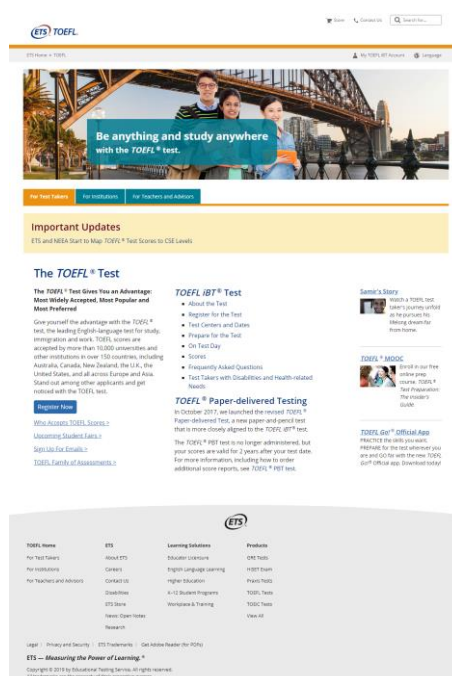 Store
Contact Us
Search for...
ETS TOEFL.
ETS Home > TOEFL
My TOEFL iBT Account
Language
Be anything and study anywhere
with the TOEFL® test.
For Test Takers
For Institutions
For Teachers and Advisors
Important Updates
ETS and NEEA Start to Map TOEFL® Test Scores to CSE Levels
The TOEFL® Test
The TOEFL® Test Gives You an Advantage:
Most Widely Accepted, Most Popular and
Most Preferred
Give yourself the advantage with the TOEFL®
test, the leading English-language test for study,
immigration and work. TOEFL scores are
accepted by more than 10,000 universities and
other institutions in over 150 countries, including
Australia, Canada, New Zealand, the U.K., the
United States, and all across Europe and Asia.
Stand out among other applicants and get
noticed with the TOEFL test.
Register Now
Who Accepts TOEFL Scores >
Upcoming Student Fairs >
Sign Up For Emails >
TOEFL Family of Assessments >
TOEFL iBT® Test
About the Test
Register for the Test
Test Centers and Dates
Prepare for the Test
On Test Day
Scores
Frequently Asked Questions
Test Takers with Disabilities and Health-related
Needs
TOEFL® Paper-delivered Testing
In October 2017, we launched the revised TOEFL®
Paper-delivered Test, a new paper-and-pencil test
that is more closely aligned to the TOEFL iBT® test.
The TOEFL® PBT test is no longer administered, but
your scores are valid for 2 years after your test date.
For more information, including how to order
additional score reports, see TOEFL® PBT test.
Samir's Story
Watch a TOEFL test
taker's journey unfold
as he pursues his
lifelong dream far
from home.
TOEFL® MOOC
Enroll in our free
online prep
course, TOEFL®
Test Preparation:
The Insider's
Guide
TOEFL Go!® Official App
PRACTICE the skills you want.
PREPARE for the test wherever you
are and GO far with the new TOEFL
Go!® Official app. Download today!
ETS
TOEFL Home
For Test Takers
For Institutions
For Teachers and Advisors
ETS
About ETS
Careers
Contact Us
Disabilities
ETS Store
News: Open Notes
Research
Learning Solutions
Educator Licensure
English Language Learning
Higher Education
K–12 Student Programs
Workplace & Training
Products
GRE Tests
HiSET Exam
Praxis Tests
TOEFL Tests
TOEIC Tests
View All
Legal | Privacy and Security | ETS Trademarks | Get Adobe Reader (for PDFs)
ETS — Measuring the Power of Learning.®
Copyright © 2019 by Educational Testing Service. All rights reserved.